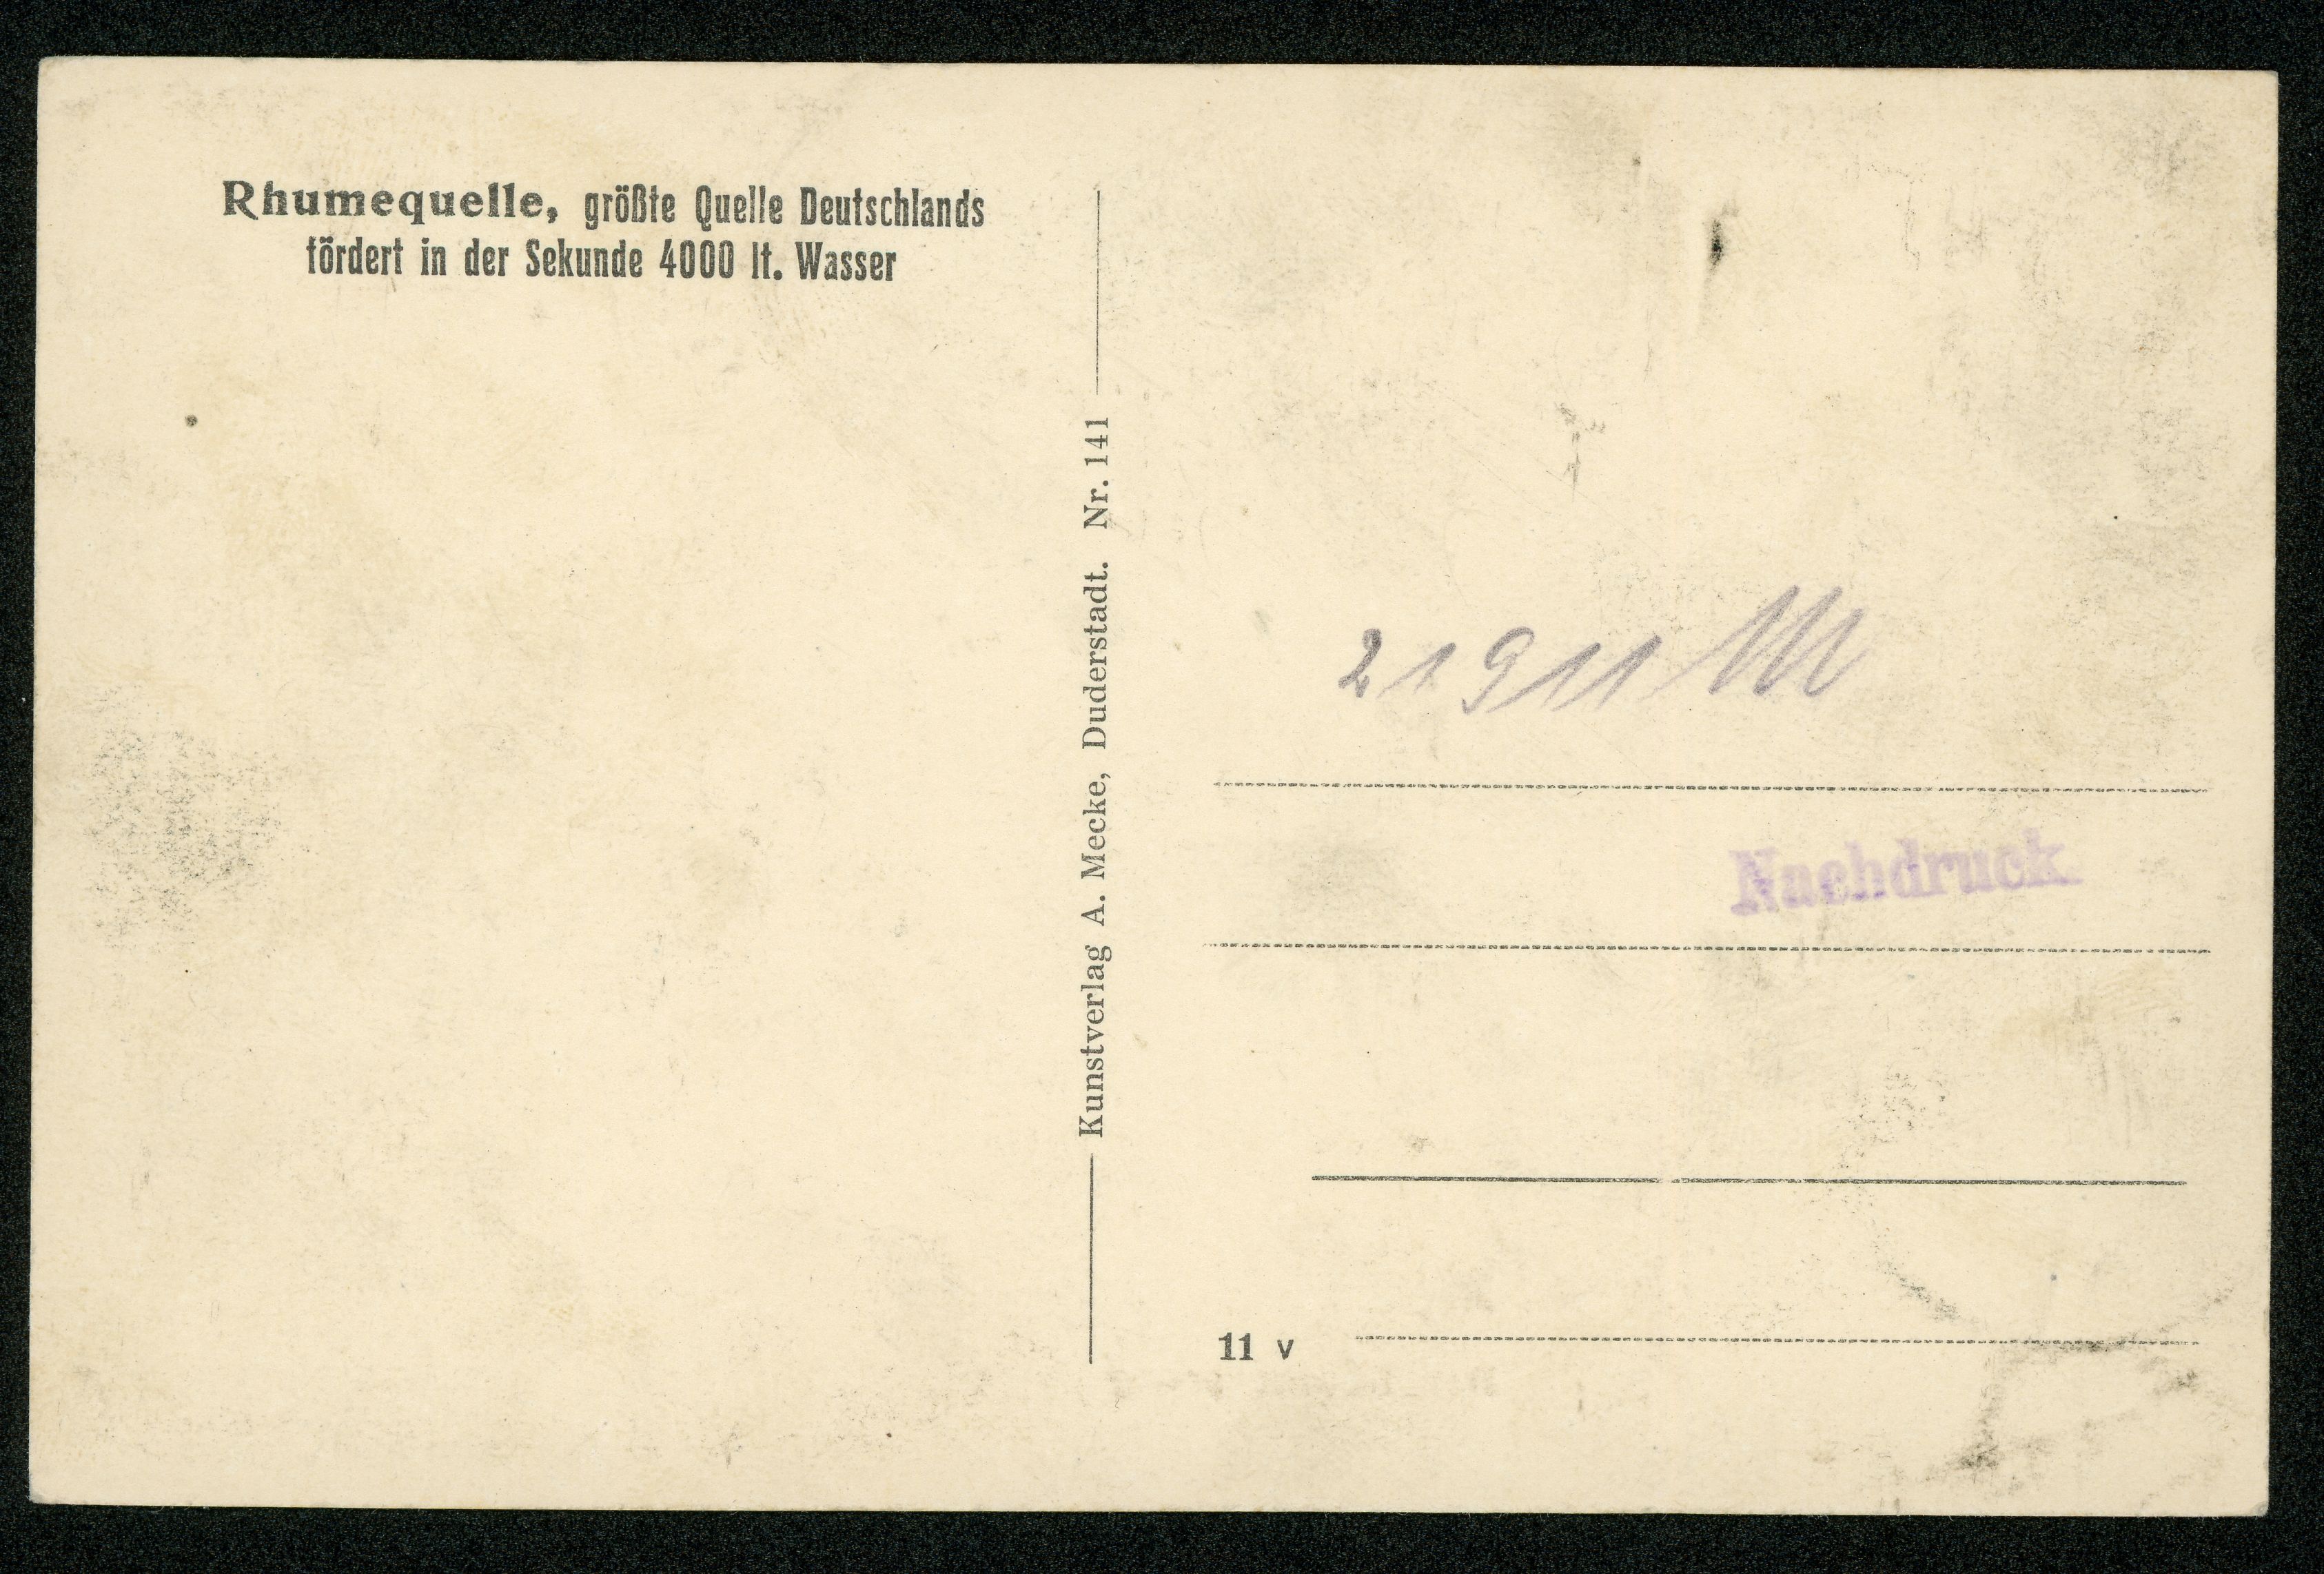 Rhumequelle, größte Quelle Deutschlands
fördert in der Sekunde 4000 lt. Wasser
Kunstverlag A. Mecke, Duderstadt. Nr. 141
21911 M
Nachdruck
11 v